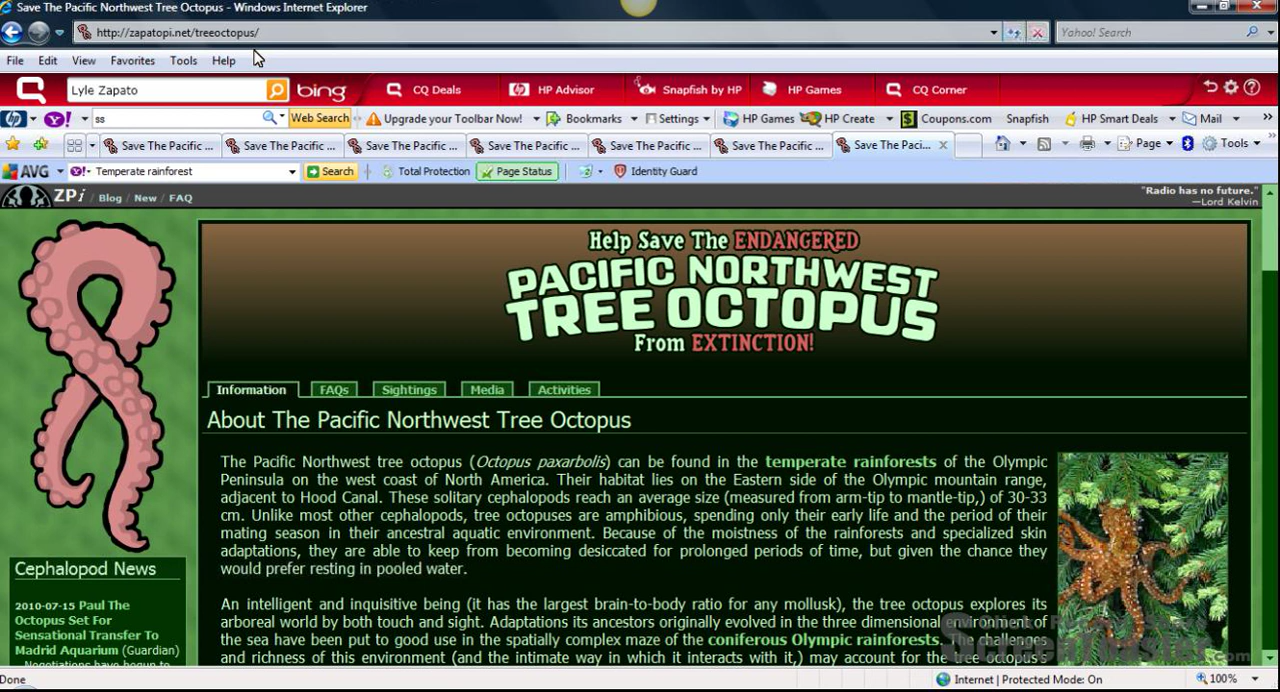 Save The Pacific Northwest Tree Octopus - Windows Internet Explorer
http://zapatopi.net/treeoctopus/
Yahoo! Search
File Edit View Favorites Tools Help
Lyle Zapato bing CQ Deals HP Advisor Snapfish by HP HP Games CQ Corner
ss Web Search Upgrade your Toolbar Now! Bookmarks Settings HP Games HP Create Coupons.com Snapfish HP Smart Deals Mail
Save The Pacific ... Save The Pacific ... Save The Pacific ... Save The Pacific ... Save The Pacific ... Save The Pacific ... Save The Paci... Page Tools
AVG Temperate rainforest Search Total Protection Page Status Identity Guard
ZPi / Blog / New / FAQ
"Radio has no future."
—Lord Kelvin
Help Save The ENDANGERED
PACIFIC NORTHWEST
TREE OCTOPUS
From EXTINCTION!
Information FAQs Sightings Media Activities
About The Pacific Northwest Tree Octopus
The Pacific Northwest tree octopus (Octopus paxarbolis) can be found in the temperate rainforests of the Olympic
Peninsula on the west coast of North America. Their habitat lies on the Eastern side of the Olympic mountain range,
adjacent to Hood Canal. These solitary cephalopods reach an average size (measured from arm-tip to mantle-tip,) of 30-33
cm. Unlike most other cephalopods, tree octopuses are amphibious, spending only their early life and the period of their
mating season in their ancestral aquatic environment. Because of the moistness of the rainforests and specialized skin
adaptations, they are able to keep from becoming desiccated for prolonged periods of time, but given the chance they
would prefer resting in pooled water.
An intelligent and inquisitive being (it has the largest brain-to-body ratio for any mollusk), the tree octopus explores its
arboreal world by both touch and sight. Adaptations its ancestors originally evolved in the three dimensional environment of
the sea have been put to good use in the spatially complex maze of the coniferous Olympic rainforests. The challenges
and richness of this environment (and the intimate way in which it interacts with it,) may account for the tree octopus's
Cephalopod News
2010-07-15 Paul The
Octopus Set For
Sensational Transfer To
Madrid Aquarium (Guardian)
Negotiations have begun to
Done
Internet | Protected Mode: On
100%